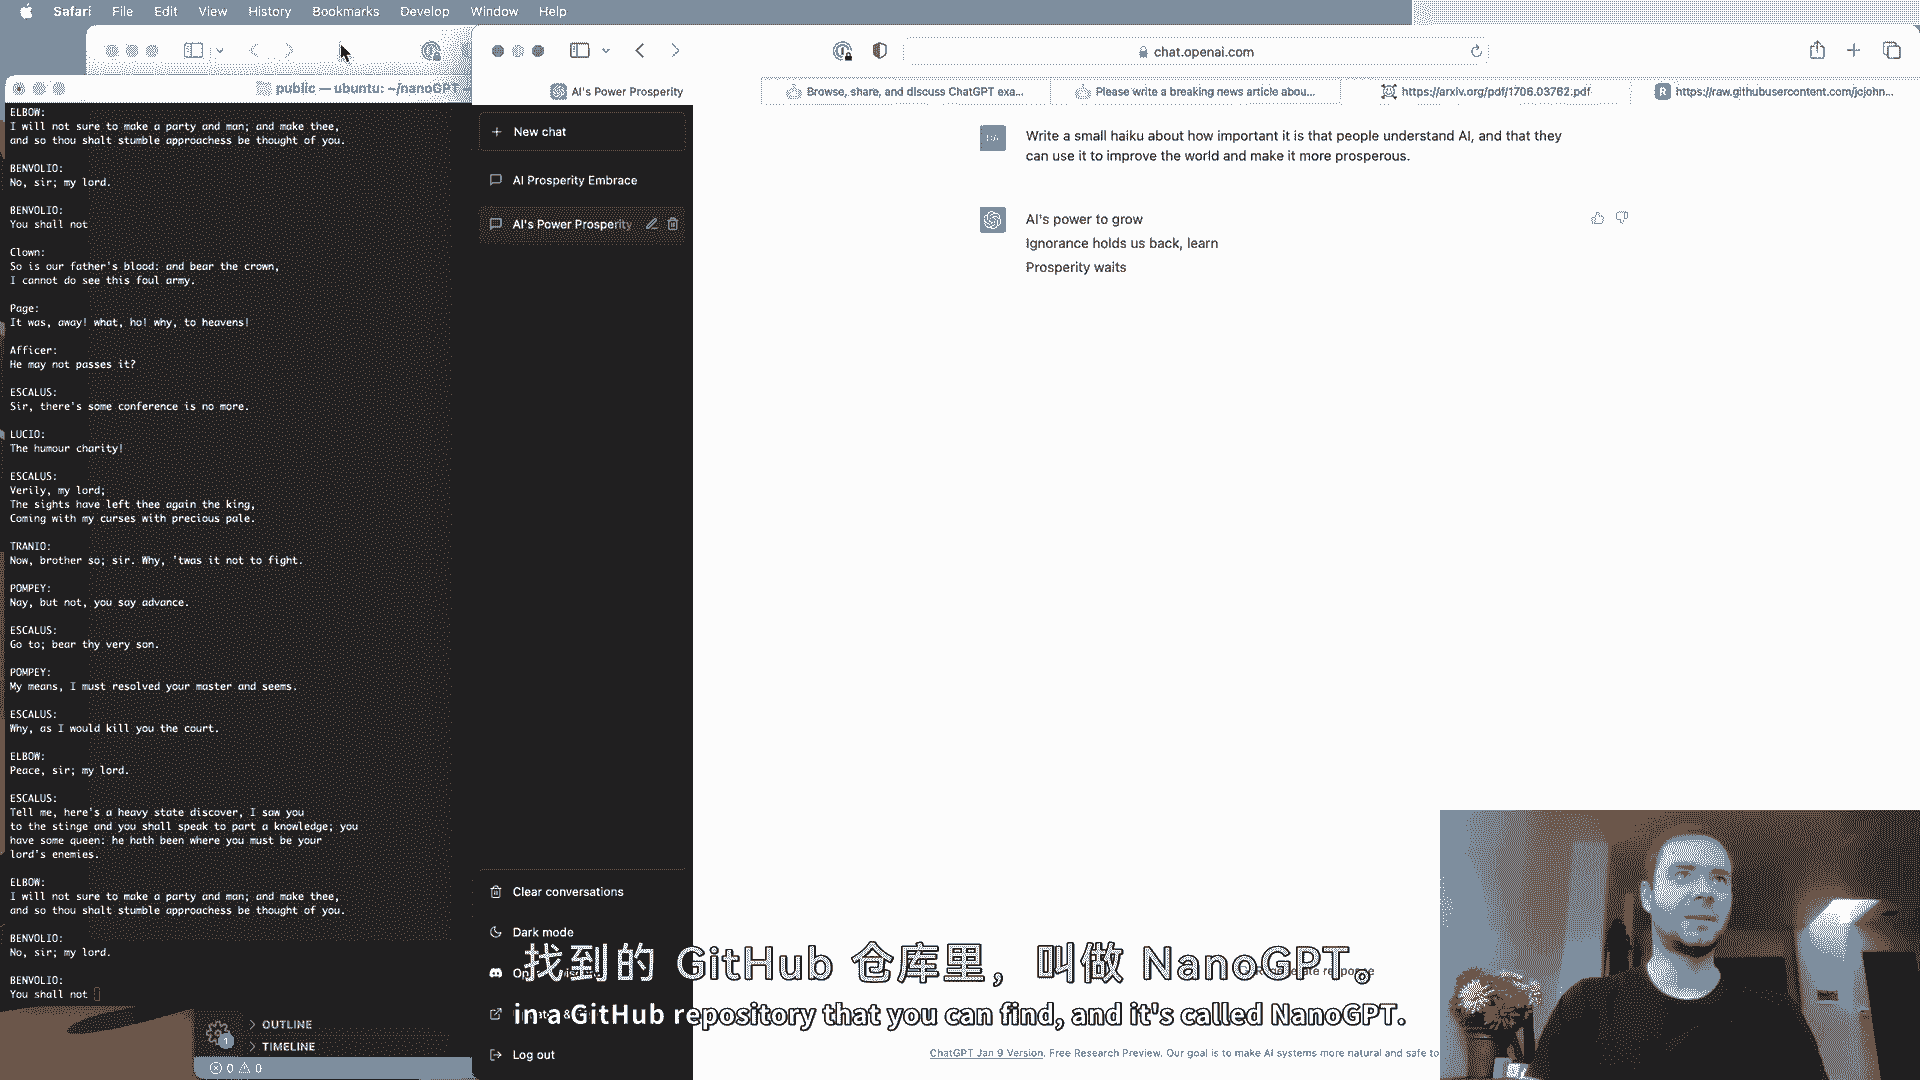 Safari File Edit View History Bookmarks Develop Window Help
public — ubuntu: ~/nanoGPT
ELBOW:
I will not sure to make a party and man; and make thee,
and so thou shalt stumble approachess be thought of you.
BENVOLIO:
No, sir; my lord.
BENVOLIO:
You shall not
Clown:
So is our father's blood: and bear the crown,
I cannot do see this foul army.
Page:
It was, away! what, ho! why, to heavens!
Afficer:
He may not passes it?
ESCALUS:
Sir, there's some conference is no more.
LUCIO:
The humour charity!
ESCALUS:
Verily, my lord;
The sights have left thee again the king,
Coming with my curses with precious pale.
TRANIO:
Now, brother so; sir. Why, 'twas it not to fight.
POMPEY:
Nay, but not, you say advance.
ESCALUS:
Go to; bear thy very son.
POMPEY:
My means, I must resolved your master and seems.
ESCALUS:
Why, as I would kill you the court.
ELBOW:
Peace, sir; my lord.
ESCALUS:
Tell me, here's a heavy state discover, I saw you
to the stinge and you shall speak to part a knowledge; you
have some queen: he hath been where you must be your
lord's enemies.
ELBOW:
I will not sure to make a party and man; and make thee,
and so thou shalt stumble approachess be thought of you.
BENVOLIO:
No, sir; my lord.
BENVOLIO:
You shall not
OUTLINE
TIMELINE
1
0 0
chat.openai.com
AI's Power Prosperity
Browse, share, and discuss ChatGPT exa...
Please write a breaking news article abou...
https://arxiv.org/pdf/1706.03762.pdf
R https://raw.githubusercontent.com/jcjohn...
New chat
AI Prosperity Embrace
AI's Power Prosperity
Clear conversations
Dark mode
Log out
Write a small haiku about how important it is that people understand AI, and that they
can use it to improve the world and make it more prosperous.
AI's power to grow
Ignorance holds us back, learn
Prosperity waits
response
找到的 GitHub 仓库里，叫做 NanoGPT。
in a GitHub repository that you can find, and it's called NanoGPT.
ChatGPT Jan 9 Version. Free Research Preview. Our goal is to make AI systems more natural and safe to